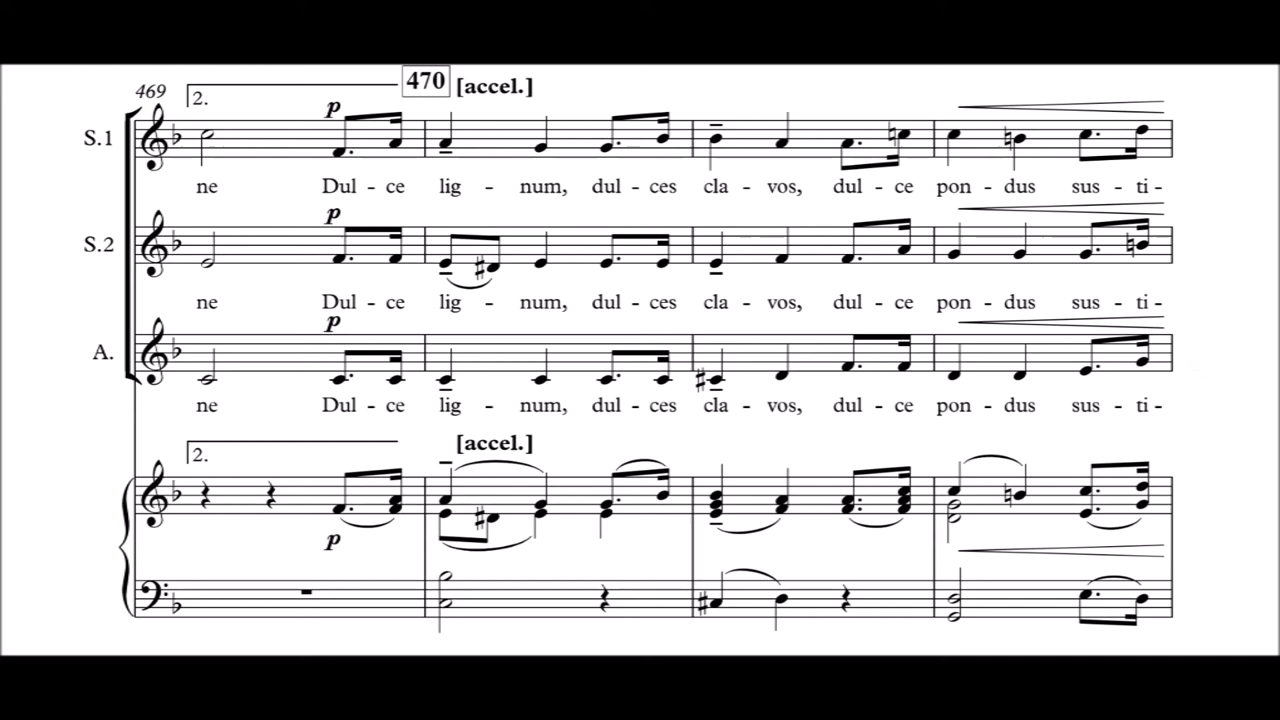 469 2. p 470 [accel.]
S.1
ne Dul - ce lig - num, dul - ces cla - vos, dul - ce pon - dus sus - ti -
p
S.2
ne Dul - ce lig - num, dul - ces cla - vos, dul - ce pon - dus sus - ti -
p
A.
ne Dul - ce lig - num, dul - ces cla - vos, dul - ce pon - dus sus - ti -
2. [accel.]
p